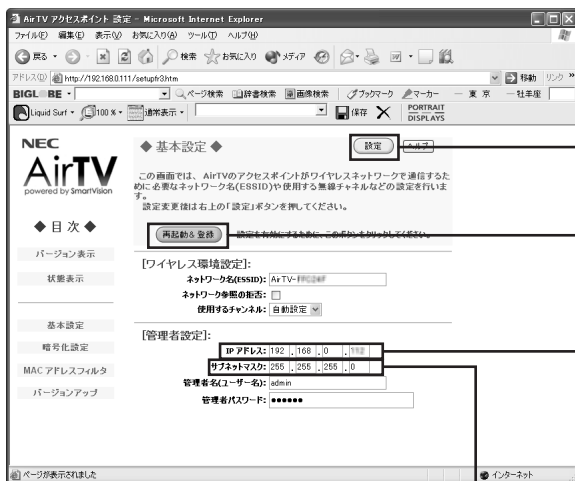 AirTV アクセスポイント 設定 - Microsoft Internet Explorer
ファイル(F) 編集(E) 表示(V) お気に入り(A) ツール(T) ヘルプ(H)
戻る 検索 お気に入り メディア
アドレス(D) http://192.168.0.111/setupfr3.htm 移動 リンク »
BIGLOBE ページ検索 辞書検索 画像検索 ブックマーク マーカー 東 京 牡羊座
Liquid Surf 100 % 通常表示 保存 PORTRAIT DISPLAYS
NEC
AirTV
powered by SmartVision
◆ 目 次 ◆
バージョン表示
状態表示
基本設定
暗号化設定
MAC アドレスフィルタ
バージョンアップ
◆ 基本設定 ◆ 設定 ヘルプ
この画面では、AirTVのアクセスポイントがワイヤレスネットワークで通信するた
めに必要なネットワーク名(ESSID)や使用する無線チャネルなどの設定を行いま
す。
設定変更後は右上の「設定」ボタンを押してください。
再起動&登録 設定を有効にするために、このボタンをクリックしてください。
[ワイヤレス環境設定]:
ネットワーク名(ESSID): AirTV-
ネットワーク参照の拒否:
使用するチャンネル: 自動設定
[管理者設定]:
IP アドレス: 192 . 168 . 0 .
サブネットマスク: 255 . 255 . 255 . 0
管理者名(ユーザー名): admin
管理者パスワード: ●●●●●●
ページが表示されました インターネット